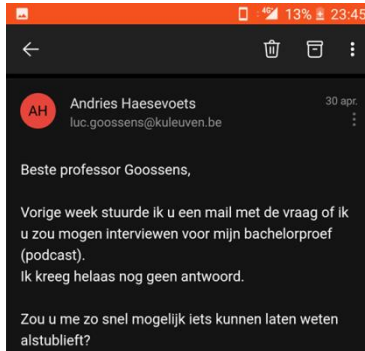 4G 13% 23:45
AH
Andries Haesevoets
30 apr.
luc.goossens@kuleuven.be
Beste professor Goossens,
Vorige week stuurde ik u een mail met de vraag of ik
u zou mogen interviewen voor mijn bachelorproef
(podcast).
Ik kreeg helaas nog geen antwoord.
Zou u me zo snel mogelijk iets kunnen laten weten
alstublieft?